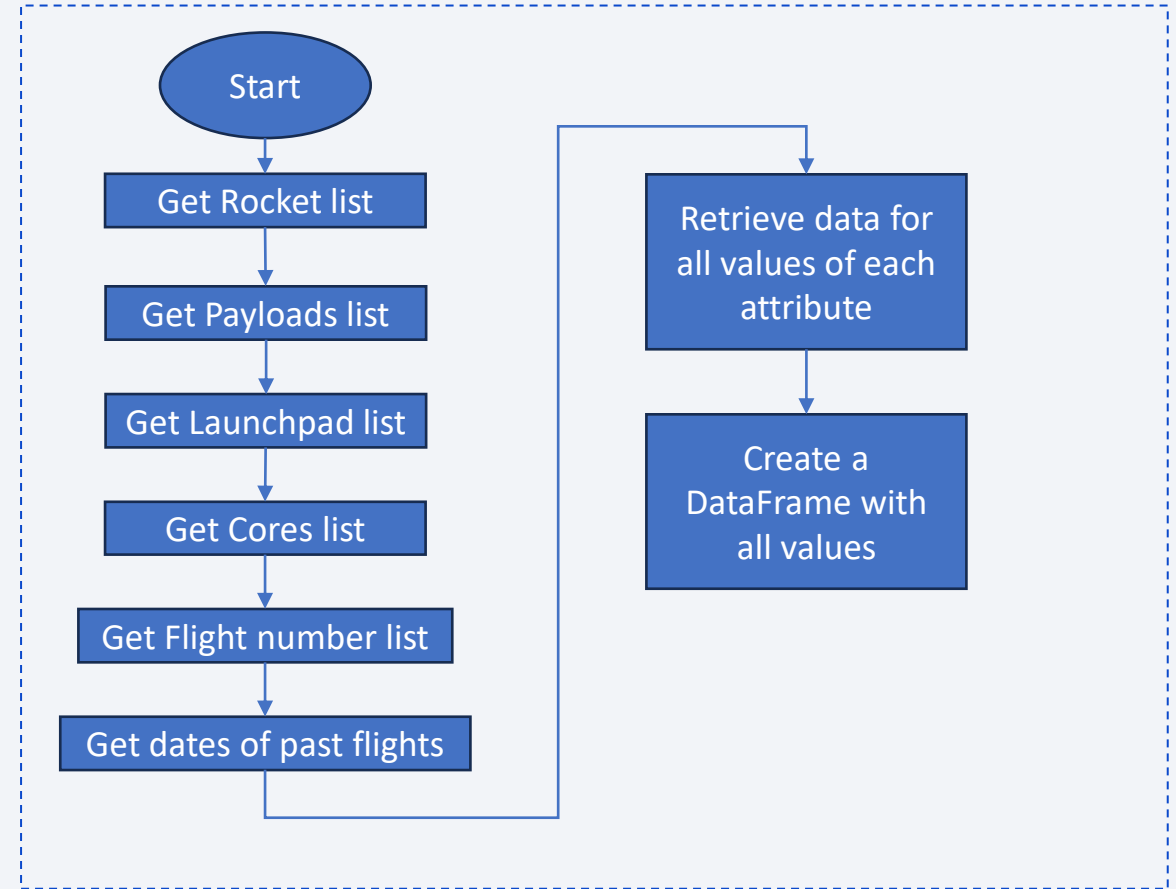 Start
Get Rocket list
Get Payloads list
Get Launchpad list
Get Cores list
Get Flight number list
Get dates of past flights
Retrieve data for
all values of each
attribute
Create a
DataFrame with
all values